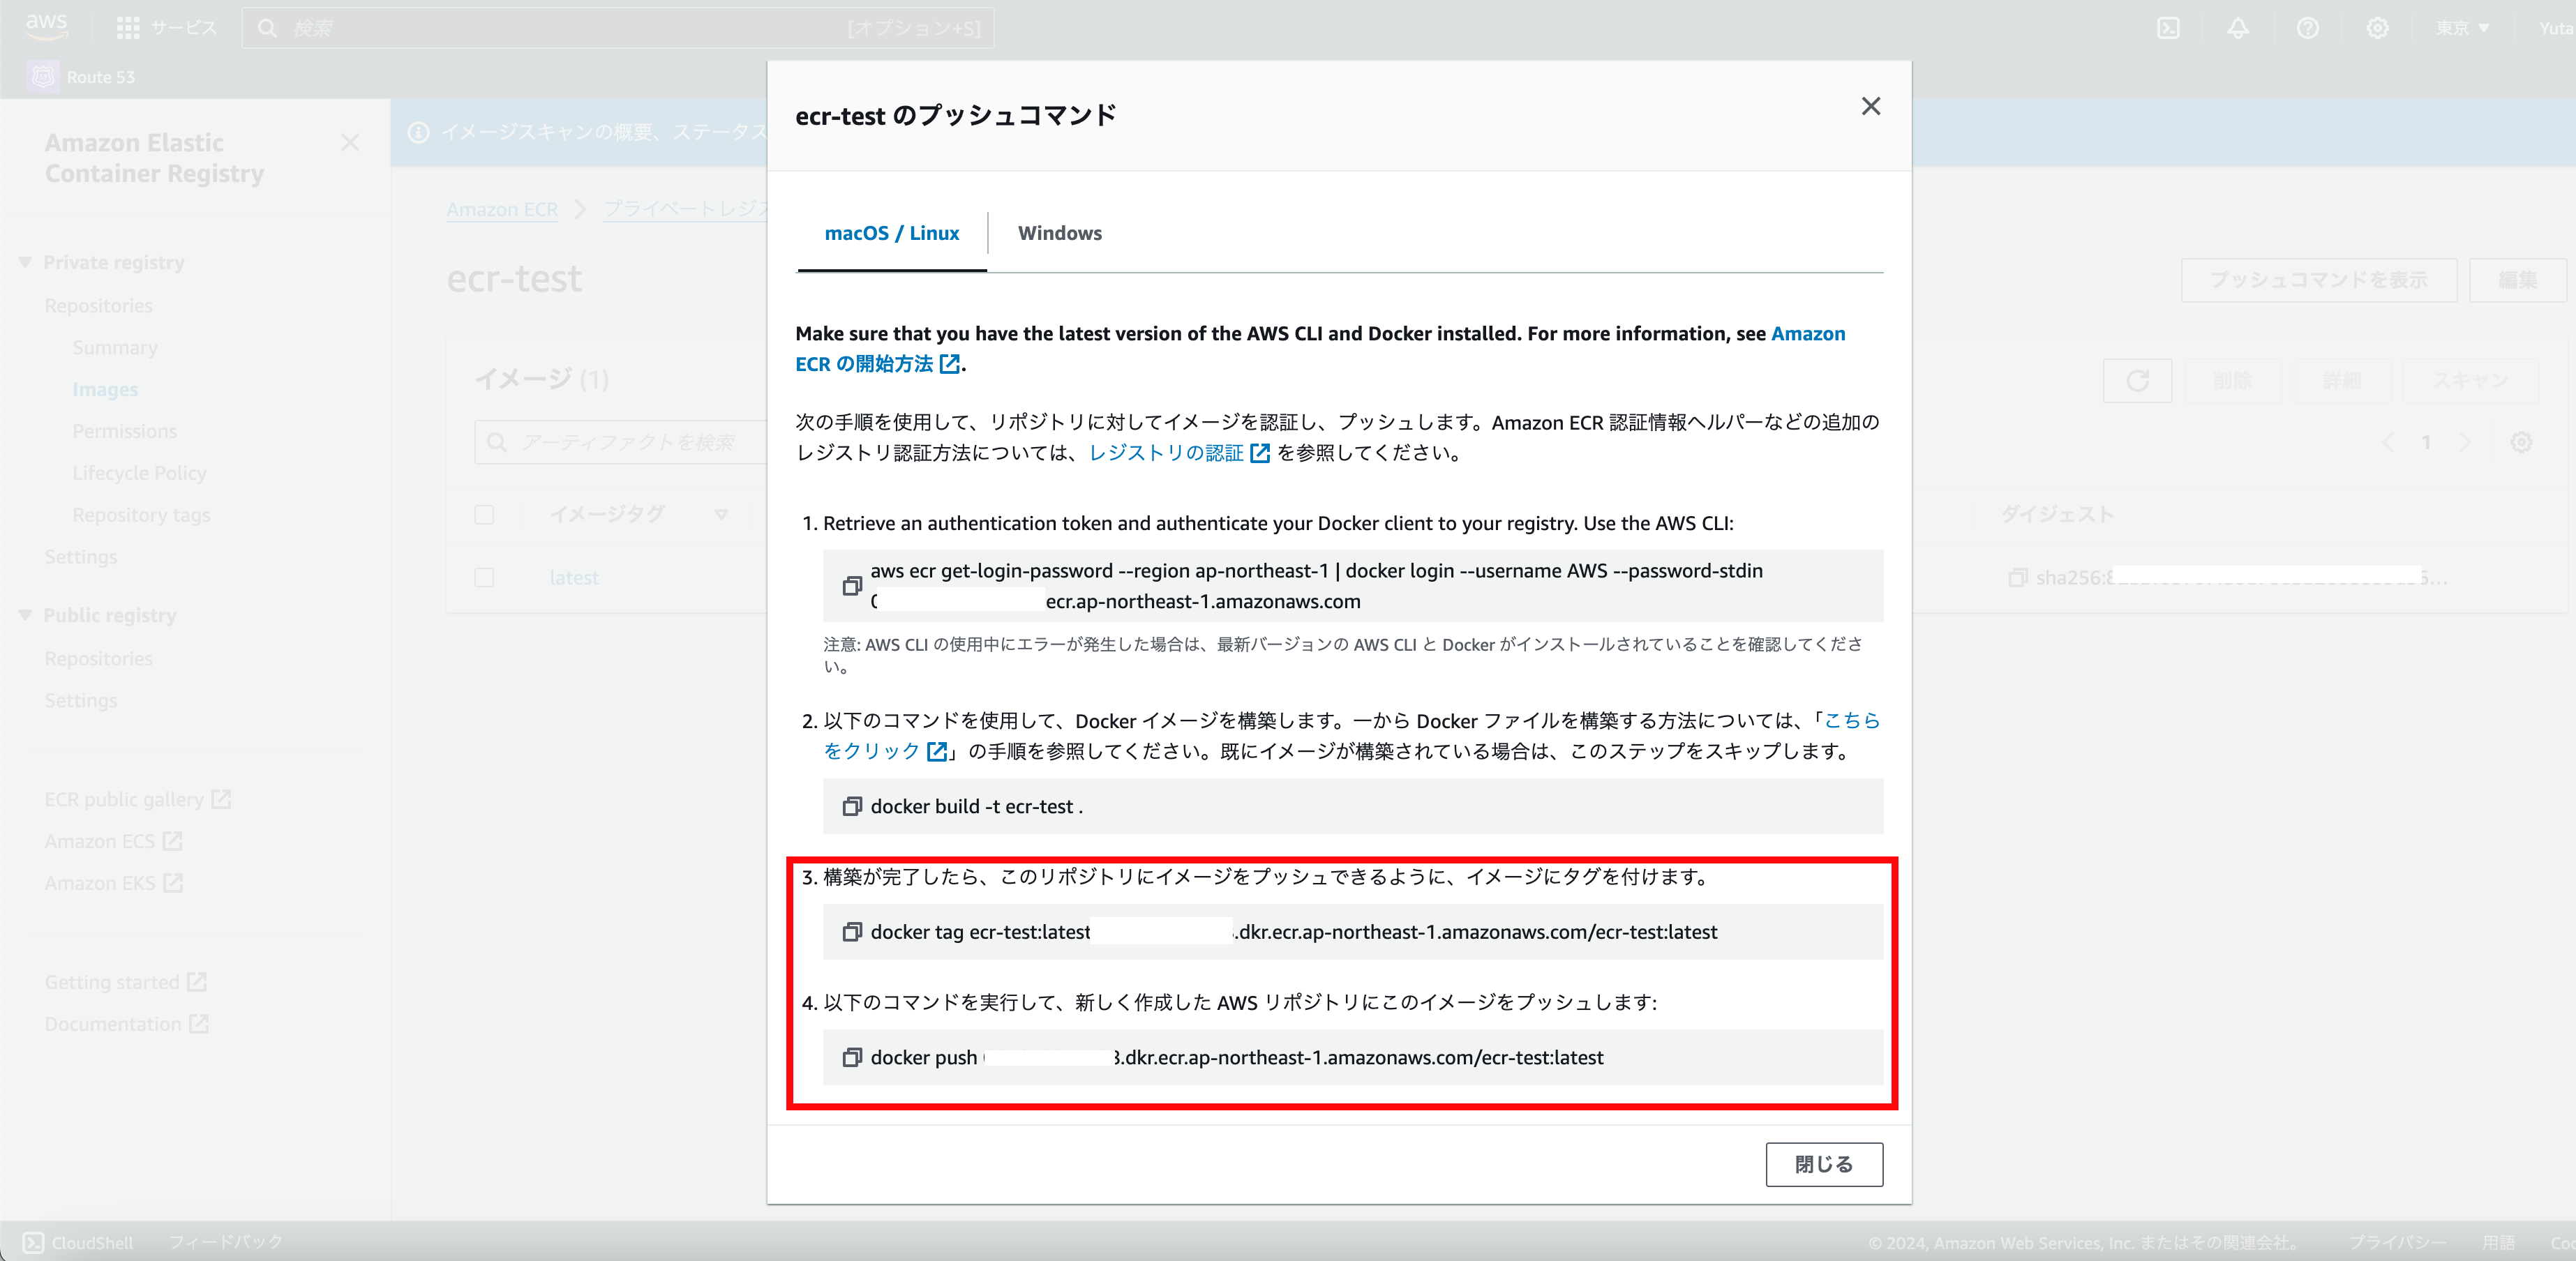 aws
サービス
検索
[オプション+S]
東京
Yuta
Route 53
Amazon Elastic
Container Registry
Private registry
Repositories
Summary
Images
Permissions
Lifecycle Policy
Repository tags
Settings
Public registry
Repositories
Settings
ECR public gallery
Amazon ECS
Amazon EKS
Getting started
Documentation
イメージスキャンの概要、ステータス
Amazon ECR
プライベートレジス
ecr-test
プッシュコマンドを表示
編集
イメージ (1)
削除
詳細
スキャン
アーティファクトを検索
1
イメージタグ
ダイジェスト
latest
sha256:
ecr-test のプッシュコマンド
macOS / Linux
Windows
Make sure that you have the latest version of the AWS CLI and Docker installed. For more information, see Amazon
ECR の開始方法.
次の手順を使用して、リポジトリに対してイメージを認証し、プッシュします。Amazon ECR 認証情報ヘルパーなどの追加の
レジストリ認証方法については、レジストリの認証 を参照してください。
1. Retrieve an authentication token and authenticate your Docker client to your registry. Use the AWS CLI:
aws ecr get-login-password --region ap-northeast-1 | docker login --username AWS --password-stdin
ecr.ap-northeast-1.amazonaws.com
注意: AWS CLI の使用中にエラーが発生した場合は、最新バージョンの AWS CLI と Docker がインストールされていることを確認してくださ
い。
2. 以下のコマンドを使用して、Docker イメージを構築します。一から Docker ファイルを構築する方法については、「こちら
をクリック」の手順を参照してください。既にイメージが構築されている場合は、このステップをスキップします。
docker build -t ecr-test .
3. 構築が完了したら、このリポジトリにイメージをプッシュできるように、イメージにタグを付けます。
docker tag ecr-test:latest .dkr.ecr.ap-northeast-1.amazonaws.com/ecr-test:latest
4. 以下のコマンドを実行して、新しく作成した AWS リポジトリにこのイメージをプッシュします:
docker push .dkr.ecr.ap-northeast-1.amazonaws.com/ecr-test:latest
閉じる
CloudShell
フィードバック
© 2024, Amazon Web Services, Inc. またはその関連会社。
プライバシー
用語